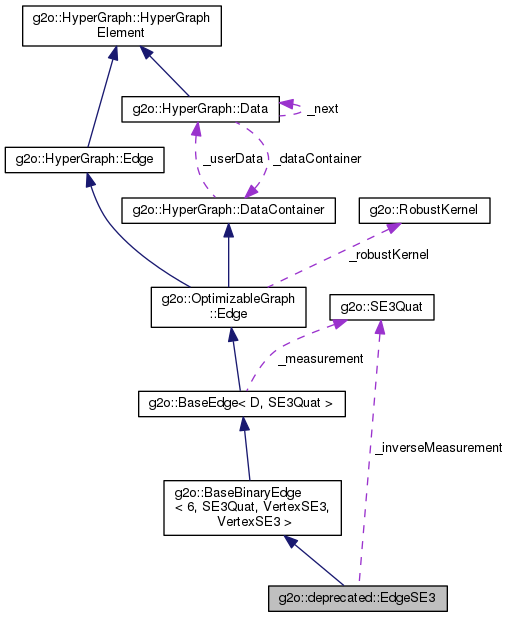 g2o::HyperGraph::HyperGraph
Element
g2o::HyperGraph::Data
_next
g2o::HyperGraph::Edge
_userData
_dataContainer
g2o::HyperGraph::DataContainer
g2o::RobustKernel
_robustKernel
g2o::OptimizableGraph
::Edge
g2o::SE3Quat
_measurement
g2o::BaseEdge< D, SE3Quat >
_inverseMeasurement
g2o::BaseBinaryEdge
< 6, SE3Quat, VertexSE3,
VertexSE3 >
g2o::deprecated::EdgeSE3